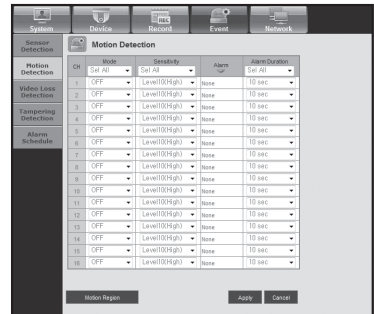 System Device Record Event Network
REC
Sensor Detection
Motion Detection
Video Loss Detection
Tampering Detection
Alarm Schedule
Motion Detection
CH Mode Sensitivity Alarm Alarm Duration
Sel All Sel All Sel All
1 OFF Level10(High) None 10 sec
2 OFF Level10(High) None 10 sec
3 OFF Level10(High) None 10 sec
4 OFF Level10(High) None 10 sec
5 OFF Level10(High) None 10 sec
6 OFF Level10(High) None 10 sec
7 OFF Level10(High) None 10 sec
8 OFF Level10(High) None 10 sec
9 OFF Level10(High) None 10 sec
10 OFF Level10(High) None 10 sec
11 OFF Level10(High) None 10 sec
12 OFF Level10(High) None 10 sec
13 OFF Level10(High) None 10 sec
14 OFF Level10(High) None 10 sec
15 OFF Level10(High) None 10 sec
16 OFF Level10(High) None 10 sec
Motion Region Apply Cancel